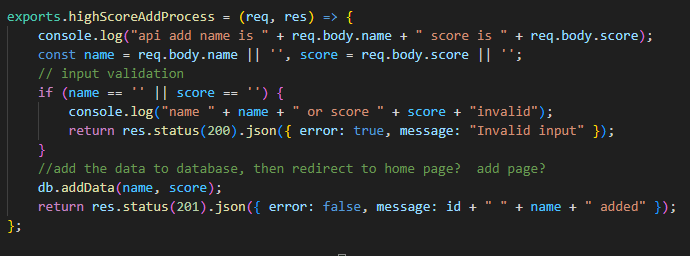 exports.highScoreAddProcess = (req, res) => {
console.log("api add name is " + req.body.name + " score is " + req.body.score);
const name = req.body.name || '', score = req.body.score || '';
// input validation
if (name == '' || score == '') {
console.log("name " + name + " or score " + score + "invalid");
return res.status(200).json({ error: true, message: "Invalid input" });
}
//add the data to database, then redirect to home page?  add page?
db.addData(name, score);
return res.status(201).json({ error: false, message: id + " " + name + " added" });
};